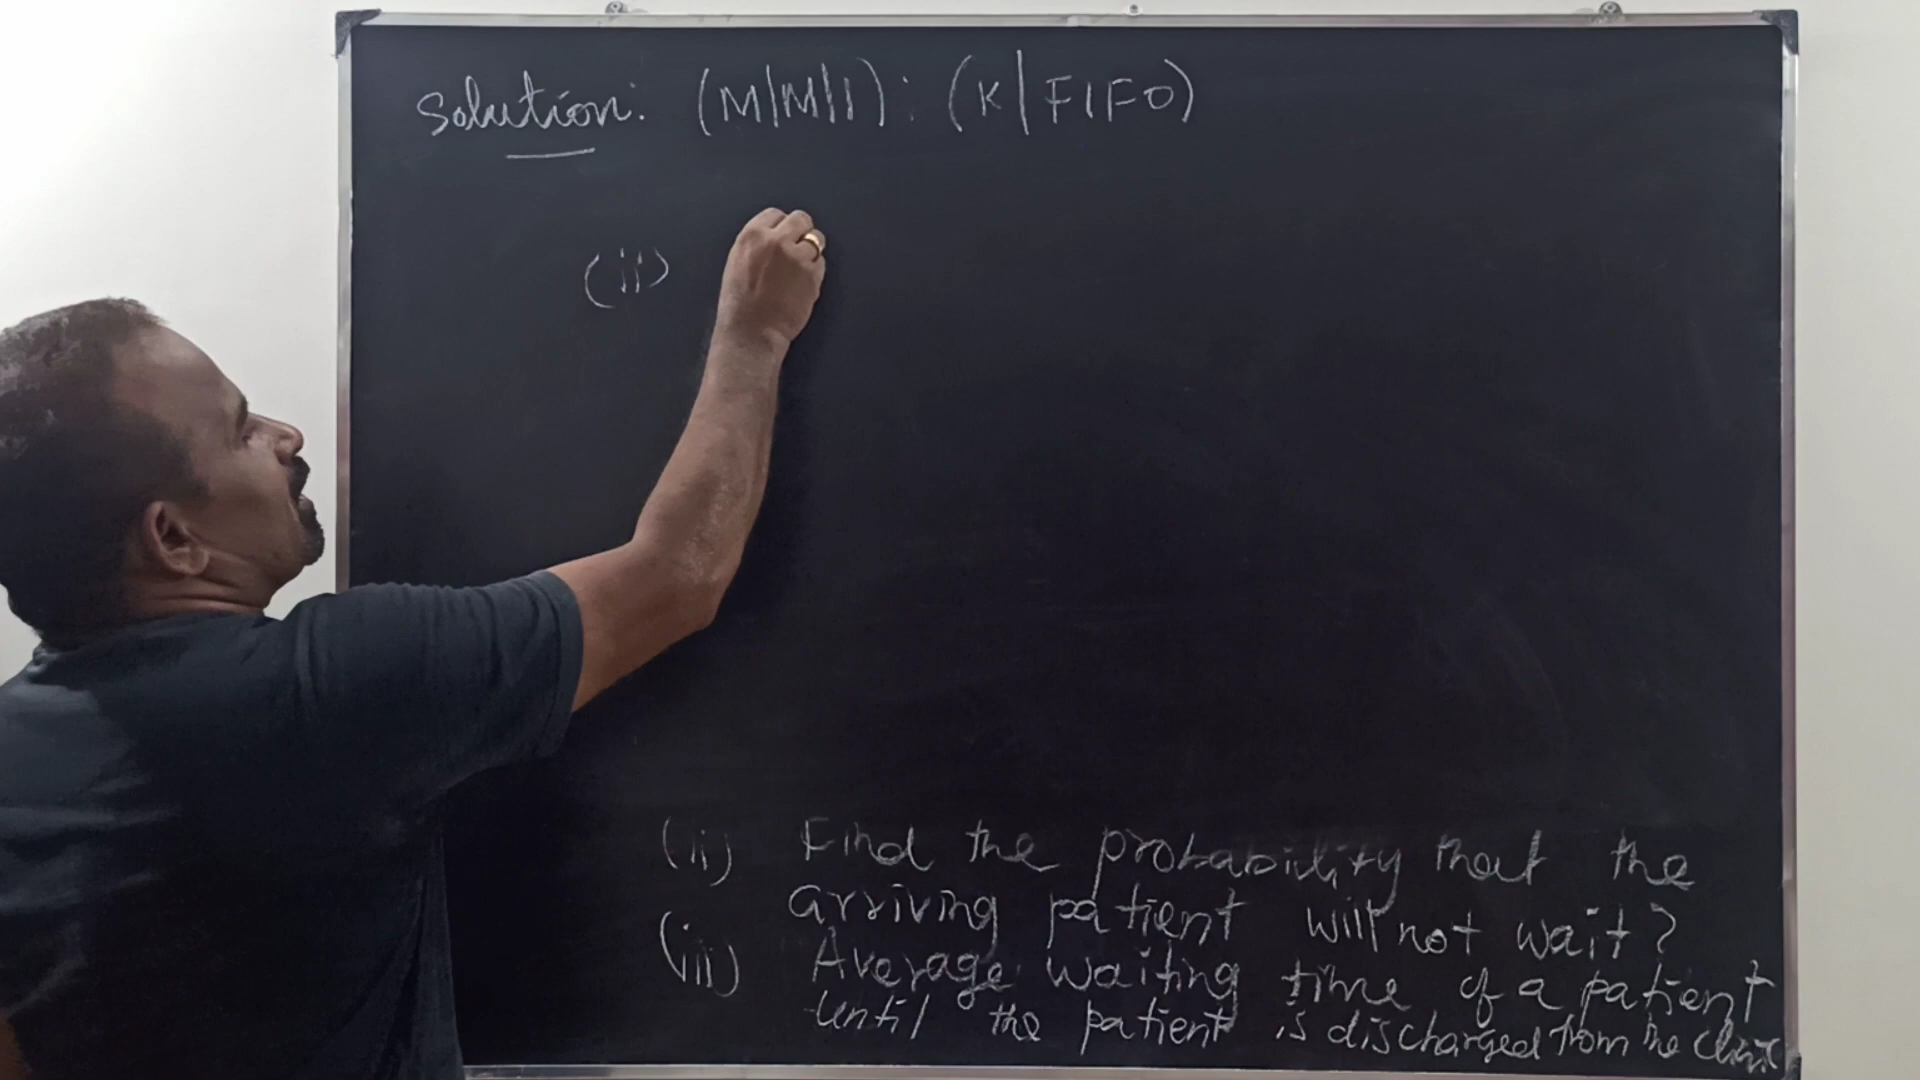 Solution: (M|M|1): (K|FIFO)
(ii)
(ii) Find the probability that the
arriving patient will not wait?
(iii) Average waiting time of a patient
until the patient is discharged from the clinic